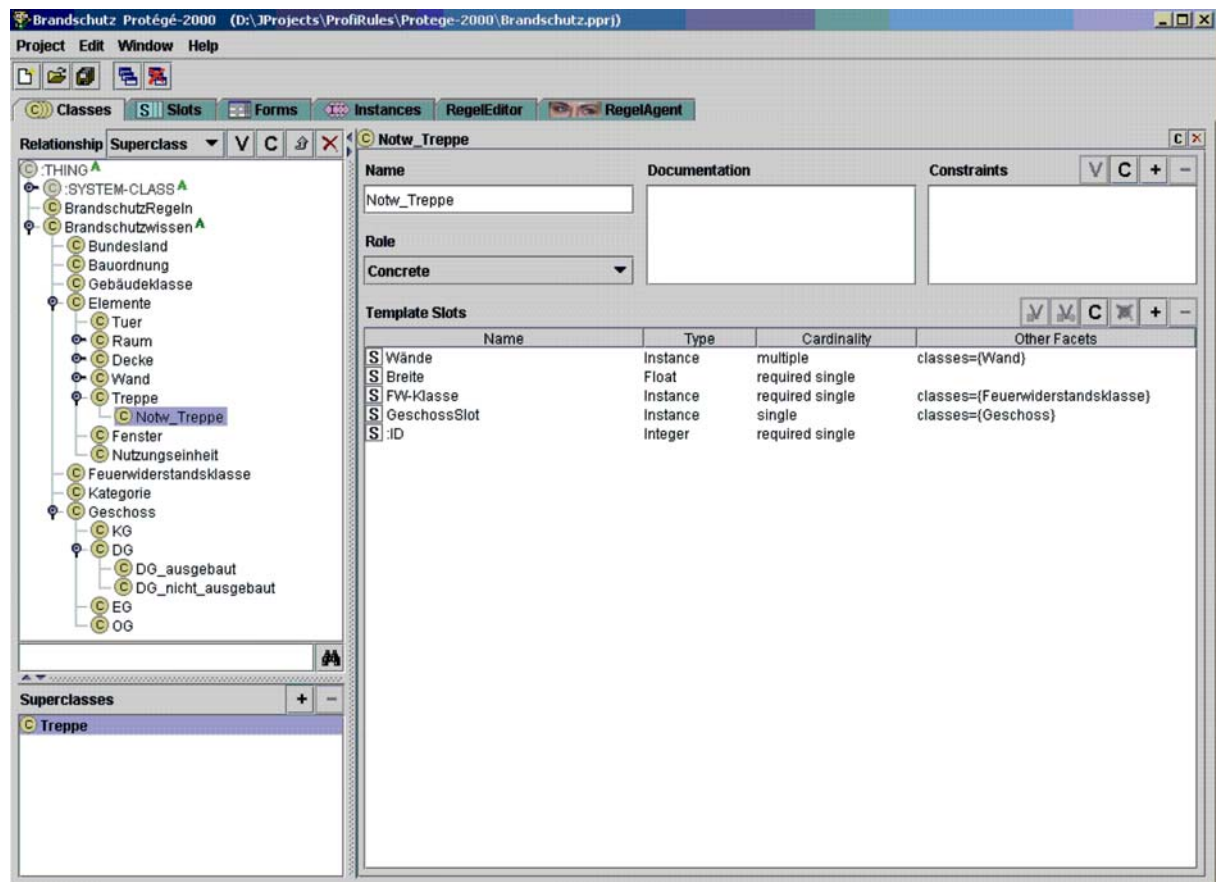 Brandschutz Protégé-2000 (D:\JProjects\ProfiRules\Protege-2000\Brandschutz.pprj)
Project Edit Window Help
Classes Slots Forms Instances RegelEditor RegelAgent
Relationship Superclass V C
:THING A
:SYSTEM-CLASS A
BrandschutzRegeln
Brandschutzwissen A
Bundesland
Bauordnung
Gebäudeklasse
Elemente
Tuer
Raum
Decke
Wand
Treppe
Notw_Treppe
Fenster
Nutzungseinheit
Feuerwiderstandsklasse
Kategorie
Geschoss
KG
DG
DG_ausgebaut
DG_nicht_ausgebaut
EG
OG
Superclasses + -
Treppe
C Notw_Treppe C x
Name Documentation Constraints V C + -
Notw_Treppe
Role
Concrete
Template Slots V V C + -
Name Type Cardinality Other Facets
S Wände Instance multiple classes={Wand}
S Breite Float required single
S FW-Klasse Instance required single classes={Feuerwiderstandsklasse}
S GeschossSlot Instance single classes={Geschoss}
S :ID Integer required single